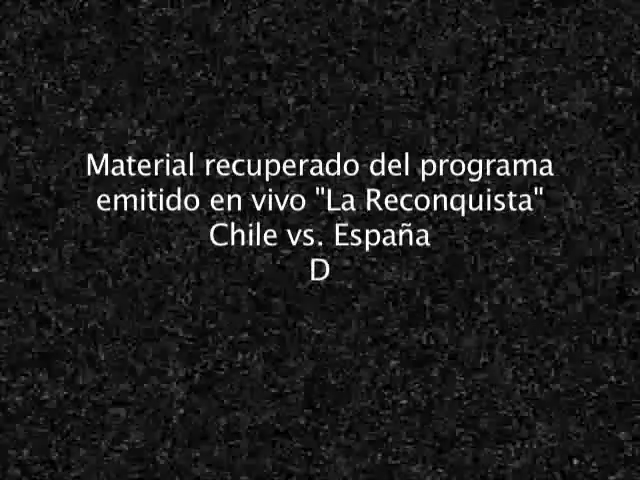 Material recuperado del programa
emitido en vivo "La Reconquista"
Chile vs. España
D